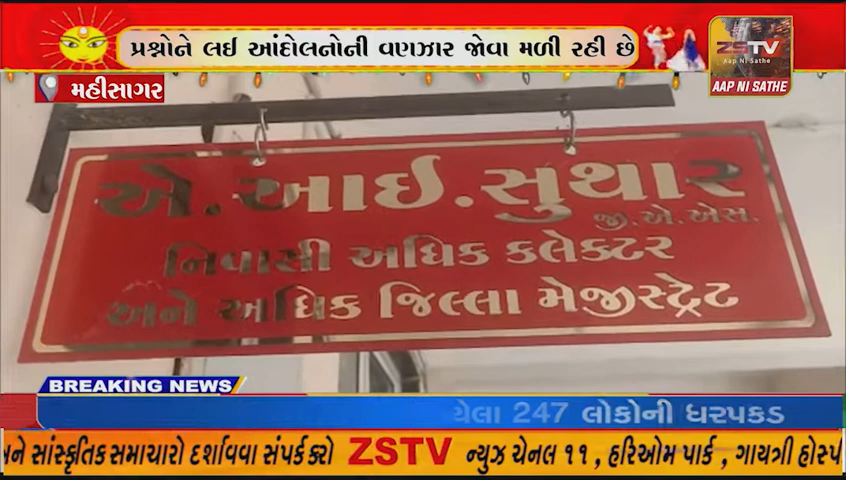 પ્રશ્નોને લઈ આંદોલનોની વણઝાર જોવા મળી રહી છે
ZSTV
Aap Ni Sathe
AAP NI SATHE
મહીસાગર
એ.આઈ.સુથાર
જી.એ.એસ.
નિવાસી અધિક કલેક્ટર
અને અધિક જિલ્લા મેજીસ્ટ્રેટ
BREAKING NEWS
247 લોકોની ધરપકડ
સાંસ્કૃતિક સમાચારો દર્શાવવા સંપર્ક કરો ZSTV ન્યુઝ ચેનલ ૧૧ , હરિઓમ પાર્ક , ગાયત્રી